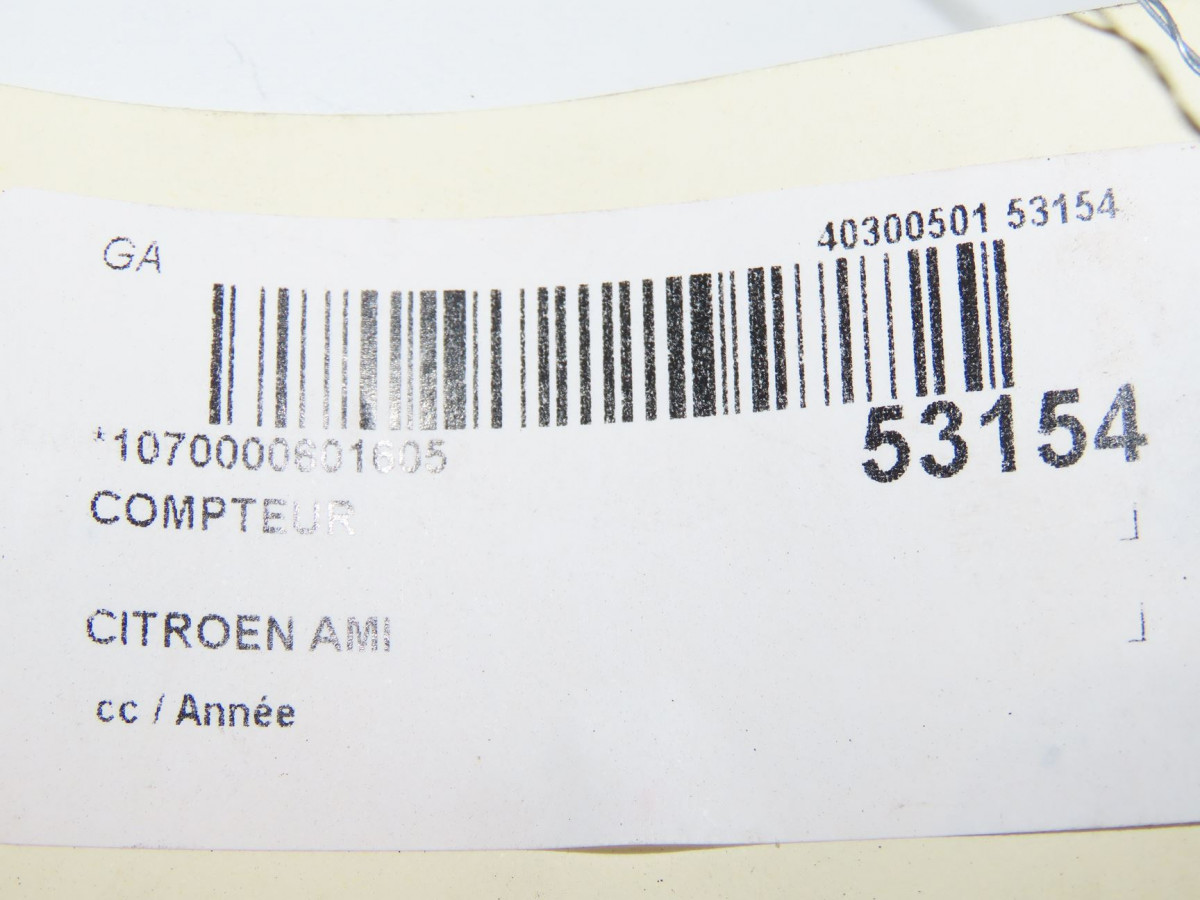 GA
40300501 53154
*1070000601605
53154
COMPTEUR
CITROEN AMI
cc / Année